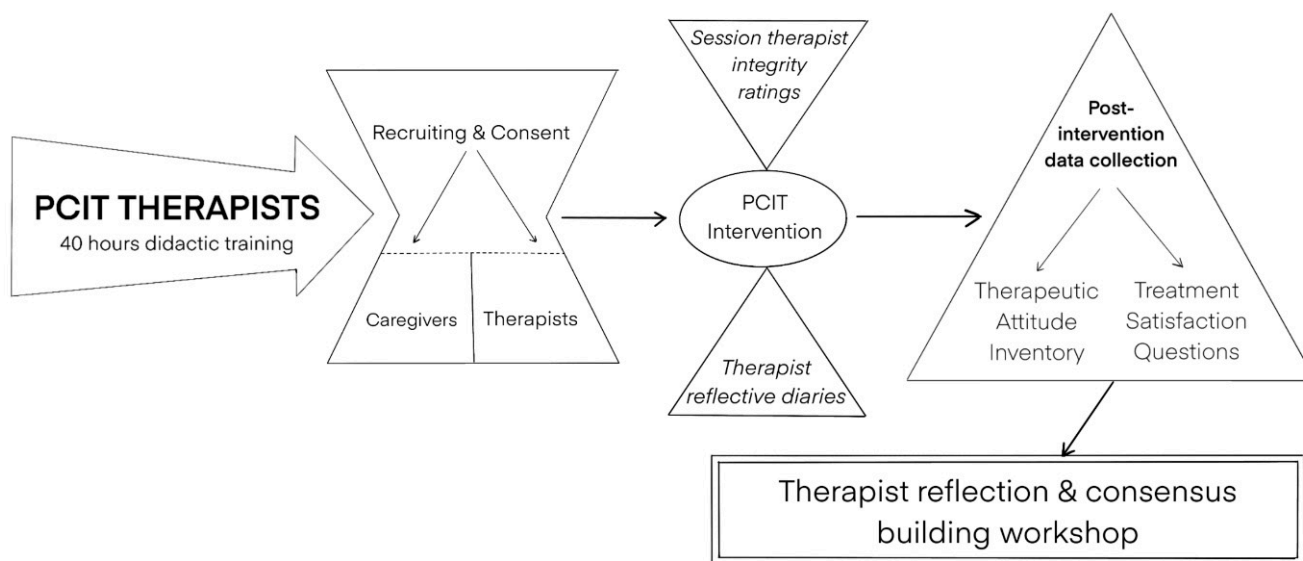 PCIT THERAPISTS
40 hours didactic training
Recruiting & Consent
Caregivers
Therapists
Session therapist
integrity
ratings
PCIT
Intervention
Therapist
reflective diaries
Post-
intervention
data collection
Therapeutic
Attitude
Inventory
Treatment
Satisfaction
Questions
Therapist reflection & consensus
building workshop